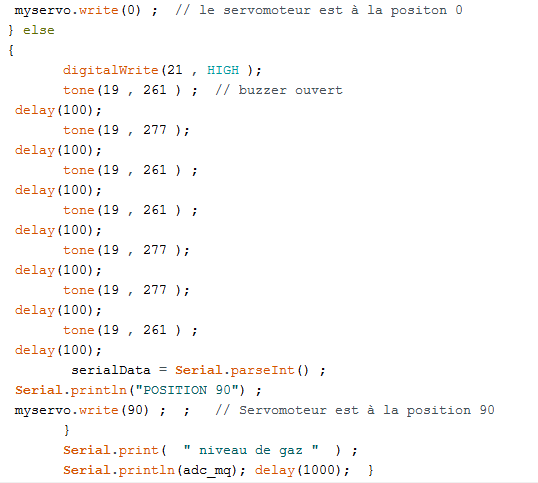 myservo.write(0) ;  // le servomoteur est à la positon 0
} else
{
digitalWrite(21 , HIGH );
tone(19 , 261 ) ;  // buzzer ouvert
delay(100);
tone(19 , 277 );
delay(100);
tone(19 , 261 ) ;
delay(100);
tone(19 , 261 ) ;
delay(100);
tone(19 , 277 );
delay(100);
tone(19 , 277 );
delay(100);
tone(19 , 261 ) ;
delay(100);
serialData = Serial.parseInt() ;
Serial.println("POSITION 90") ;
myservo.write(90) ; ;   // Servomoteur est à la position 90
}
Serial.print(  " niveau de gaz "  ) ;
Serial.println(adc_mq); delay(1000);  }